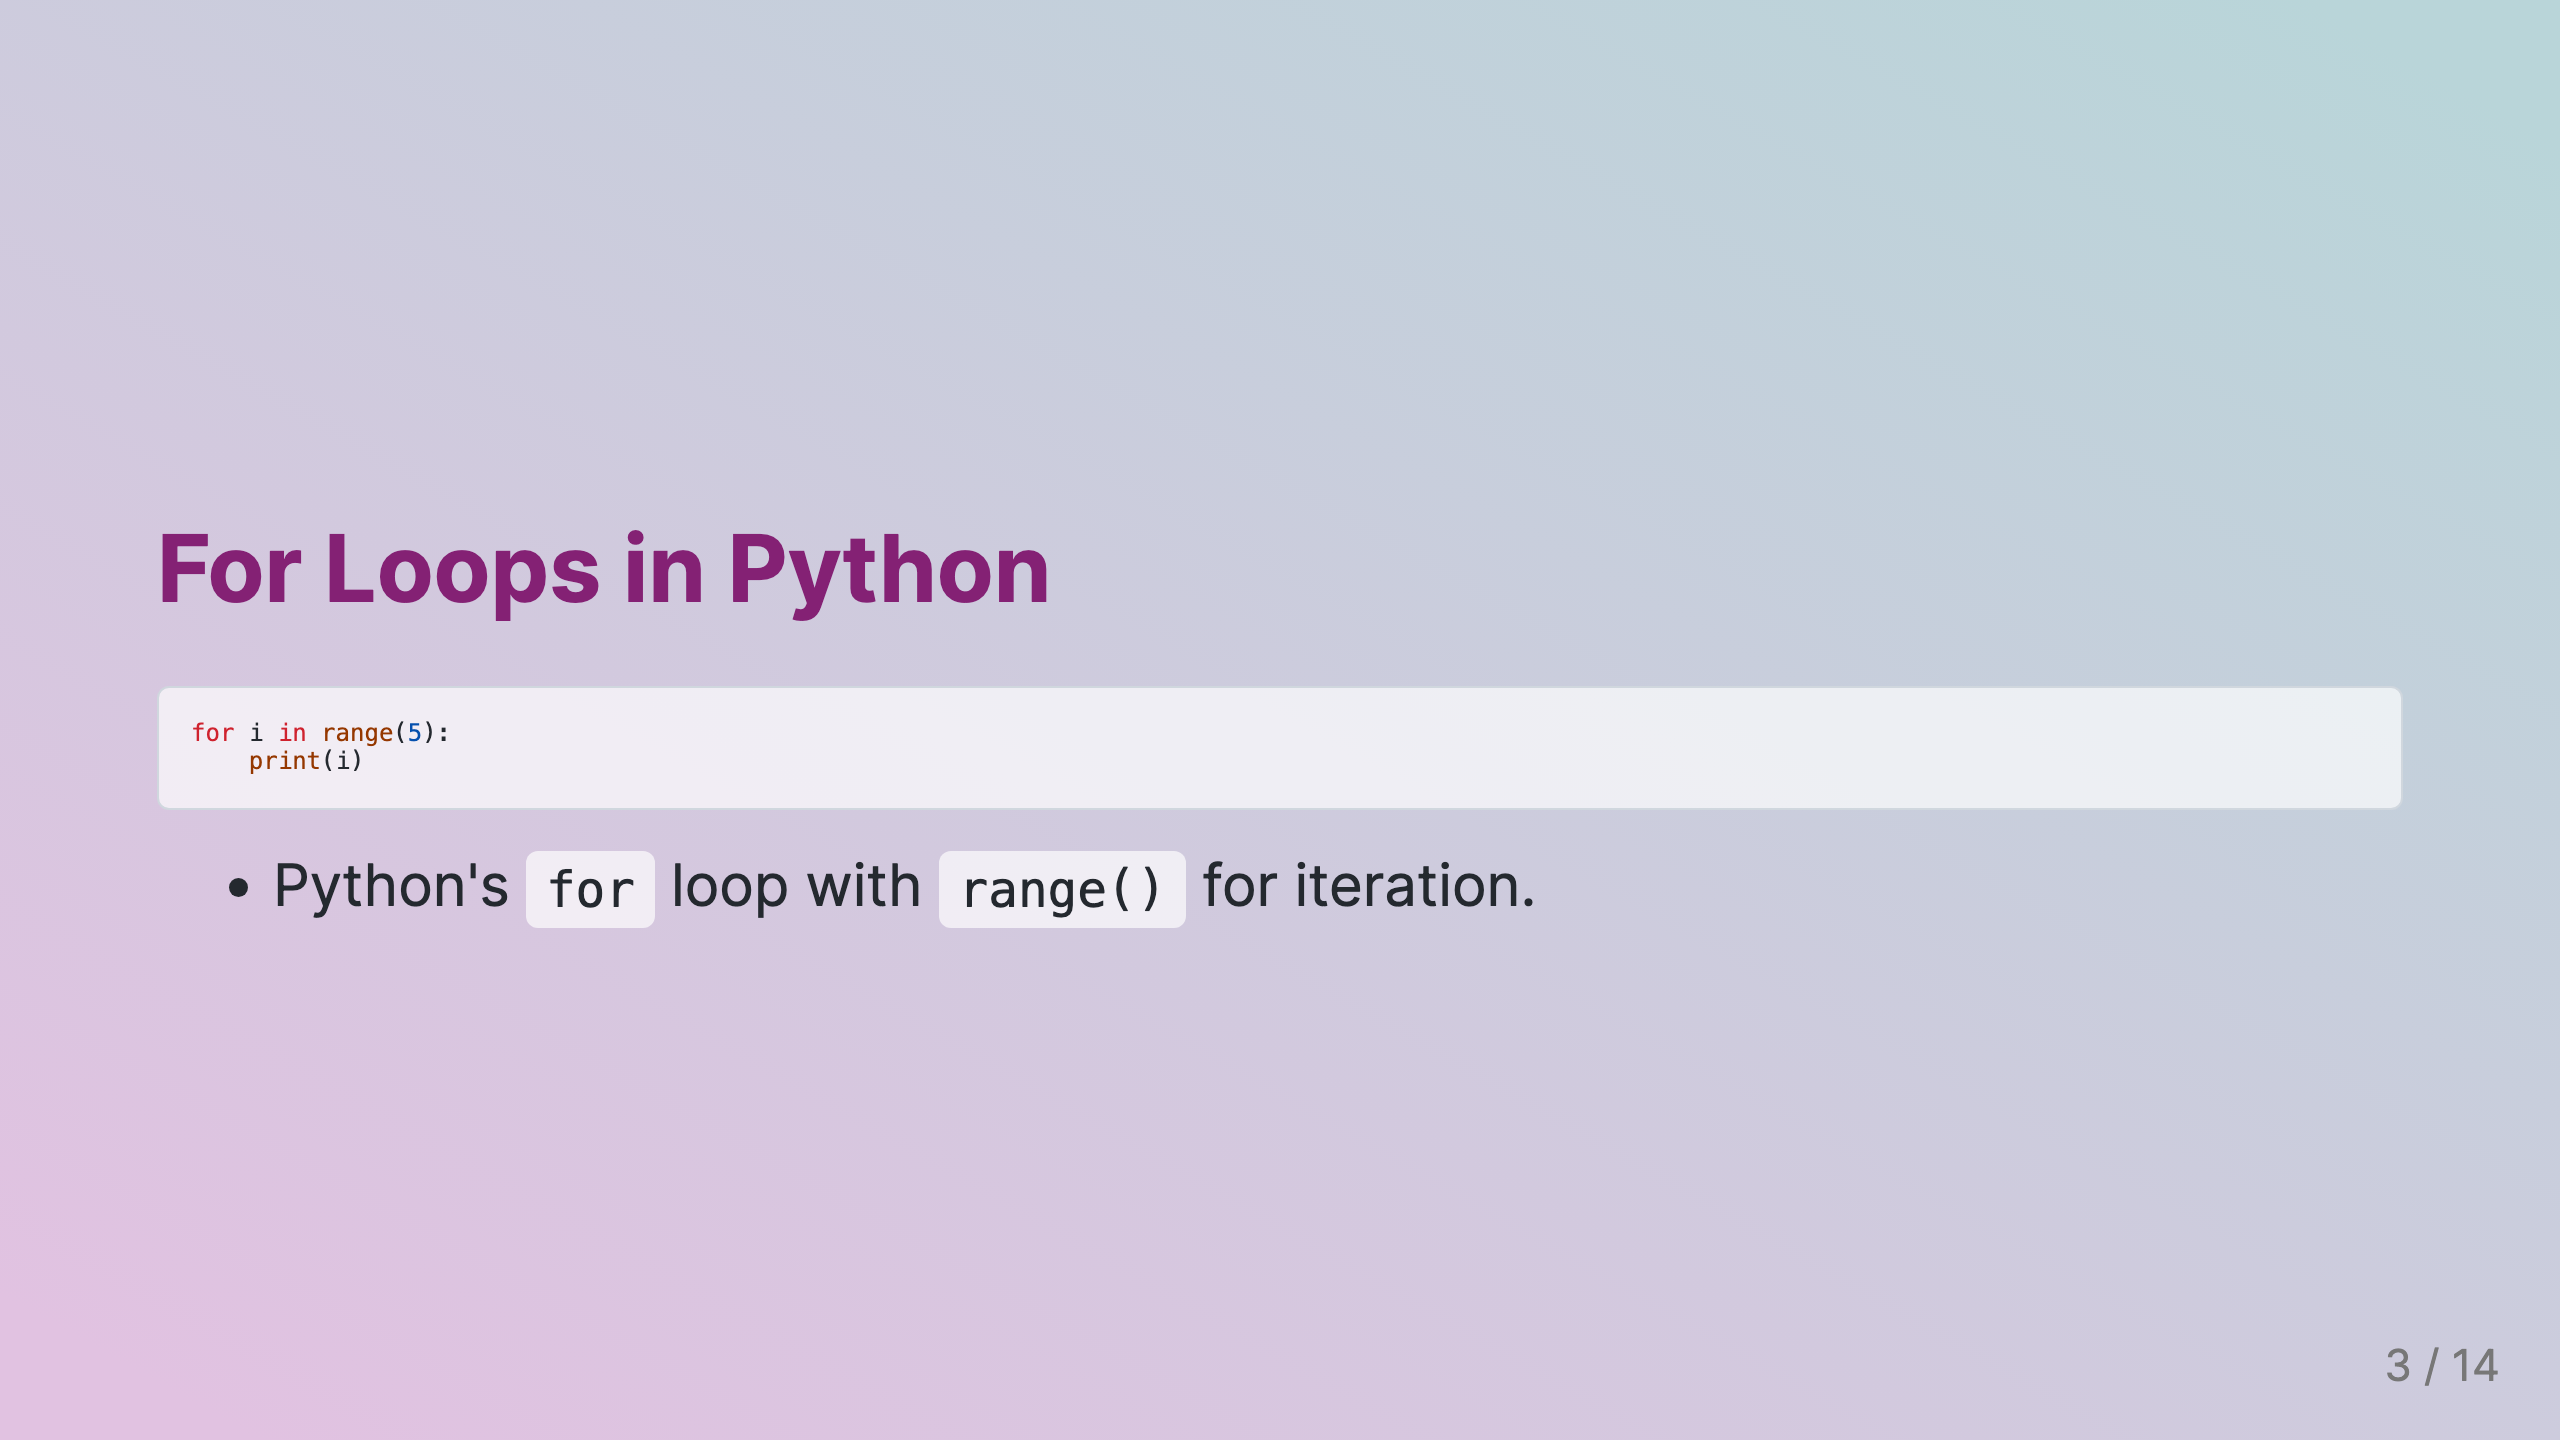 For Loops in Python
for i in range(5):
    print(i)
• Python's for loop with range() for iteration.
3 / 14